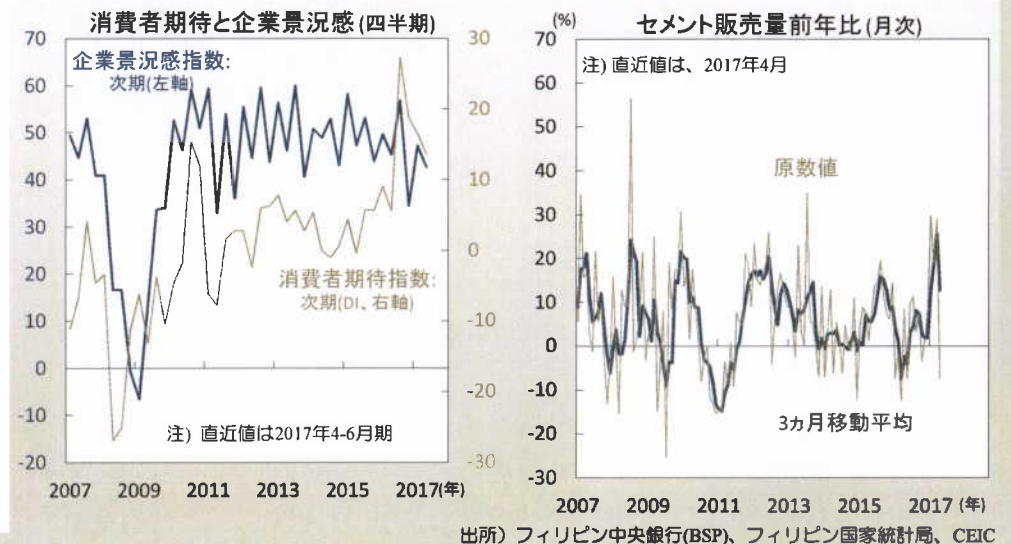 消費者期待と企業景況感(四半期)
70
60
50
40
30
20
10
0
-10
-20
30
20
10
0
-10
-20
-30
企業景況感指数:
次期(左軸)
消費者期待指数:
次期(DI、右軸)
注) 直近値は2017年4-6月期
2007 2009 2011 2013 2015 2017(年)
セメント販売量前年比(月次)
(%)
70
60
50
40
30
20
10
0
-10
-20
-30
注) 直近値は、2017年4月
原数値
3ヵ月移動平均
2007 2009 2011 2013 2015 2017 (年)
出所）フィリピン中央銀行(BSP)、フィリピン国家統計局、CEIC